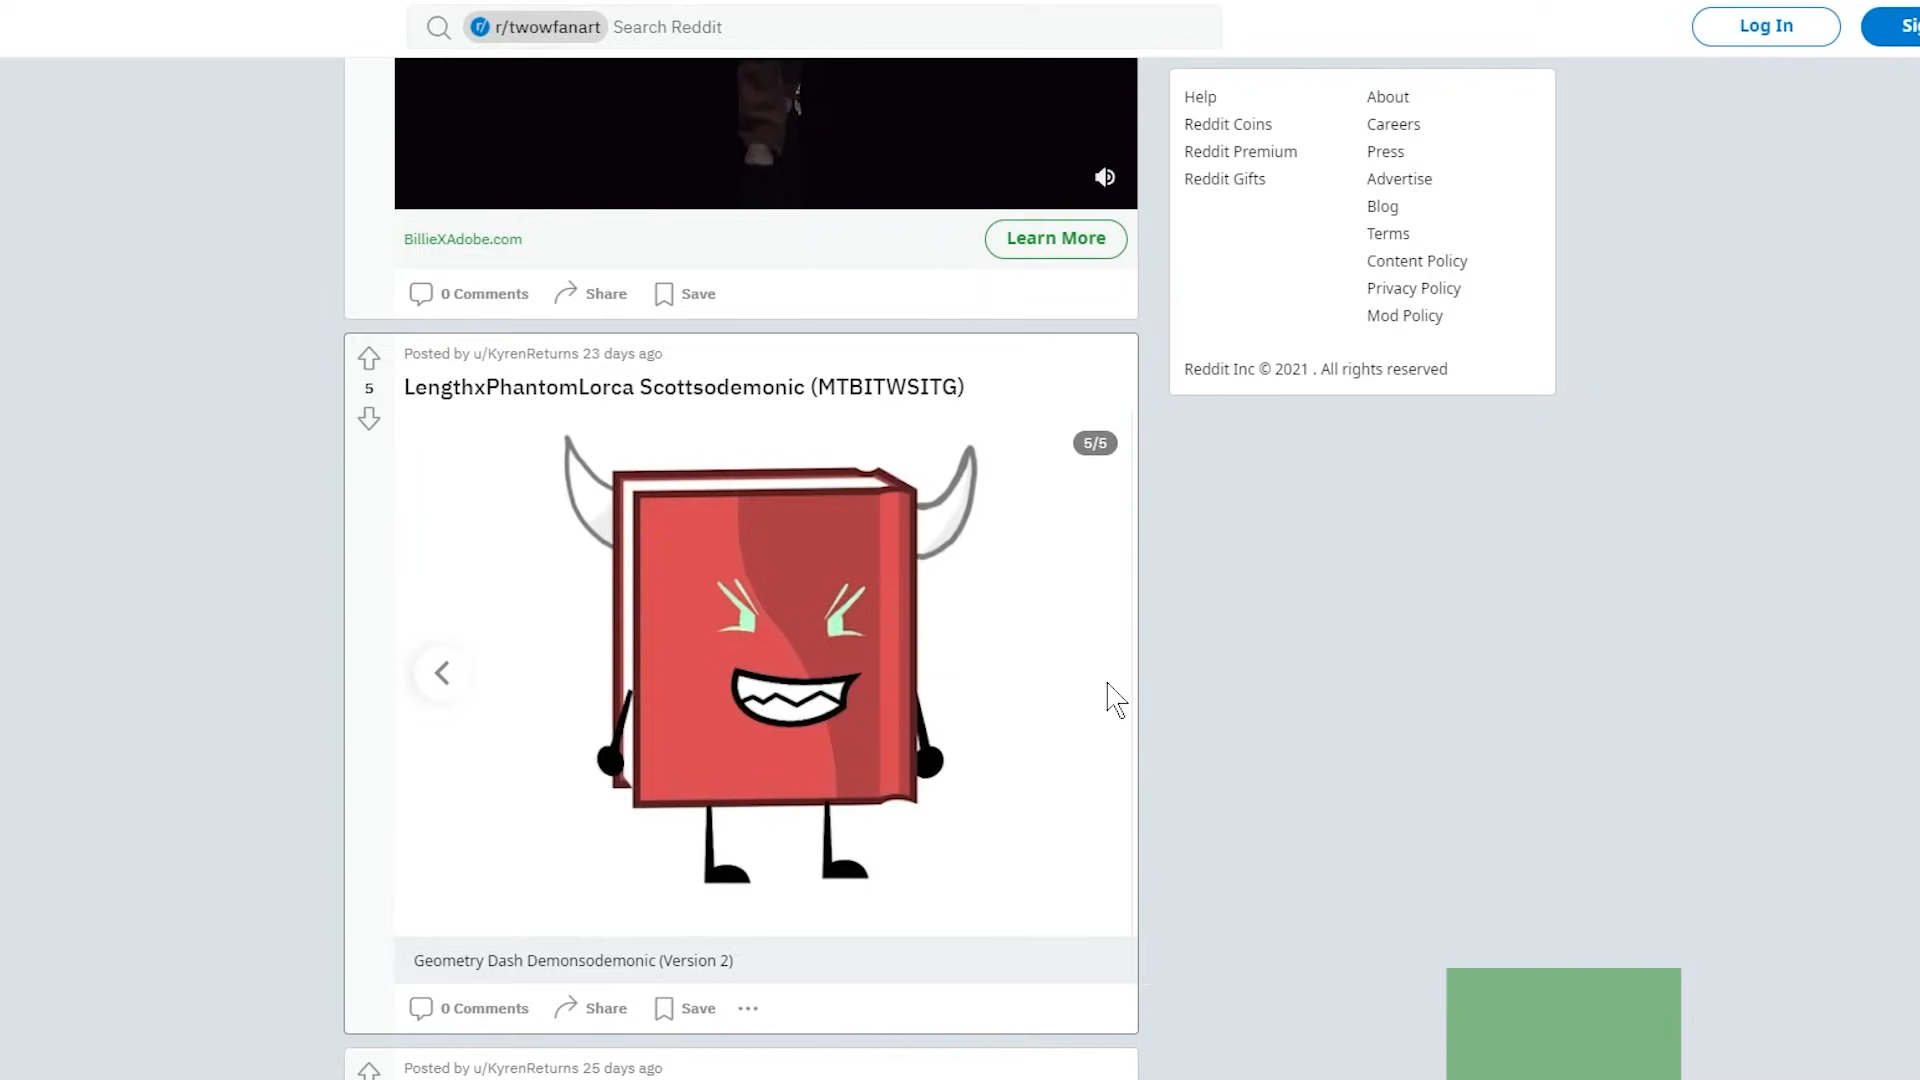 r/twowfanart Search Reddit
Log In
Si
BillieXAdobe.com
Learn More
0 Comments
Share
Save
Posted by u/KyrenReturns 23 days ago
5
LengthxPhantomLorca Scottsodemonic (MTBITWSITG)
5/5
Geometry Dash Demonsodemonic (Version 2)
0 Comments
Share
Save
Posted by u/KyrenReturns 25 days ago
Help
Reddit Coins
Reddit Premium
Reddit Gifts
About
Careers
Press
Advertise
Blog
Terms
Content Policy
Privacy Policy
Mod Policy
Reddit Inc © 2021 . All rights reserved